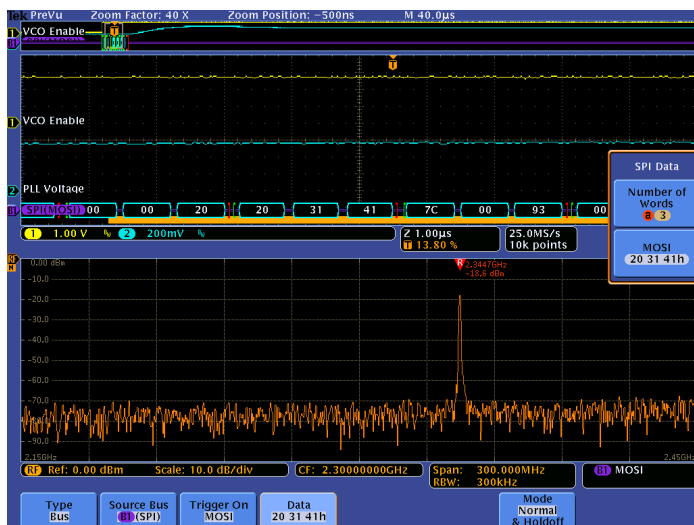 Tek PreVu Zoom Factor: 40 X Zoom Position: -500ns M 40.0µs
1 VCO Enable T
B1
T
1 VCO Enable
2 PLL Voltage
B1 SPI(MOSI) 00 00 20 20 31 41 7C 00 93 00
1 1.00 V 2 200mV Z 1.00µs 25.0MS/s
T 13.80 % 10k points
SPI Data
Number of
Words
a 3
MOSI
20 31 41h
RF 0.00 dBm
R 2.3447GHz
-18.6 dBm
-10.0
-20.0
-30.0
-40.0
-50.0
-60.0
-70.0
-80.0
-90.0
2.15GHz 2.45GHz
RF Ref: 0.00 dBm Scale: 10.0 dB/div CF: 2.30000000GHz Span: 300.000MHz B1 MOSI
RBW: 300kHz
Type
Bus
Source Bus
B1 (SPI)
Trigger On
MOSI
Data
20 31 41h
Mode
Normal
& Holdoff